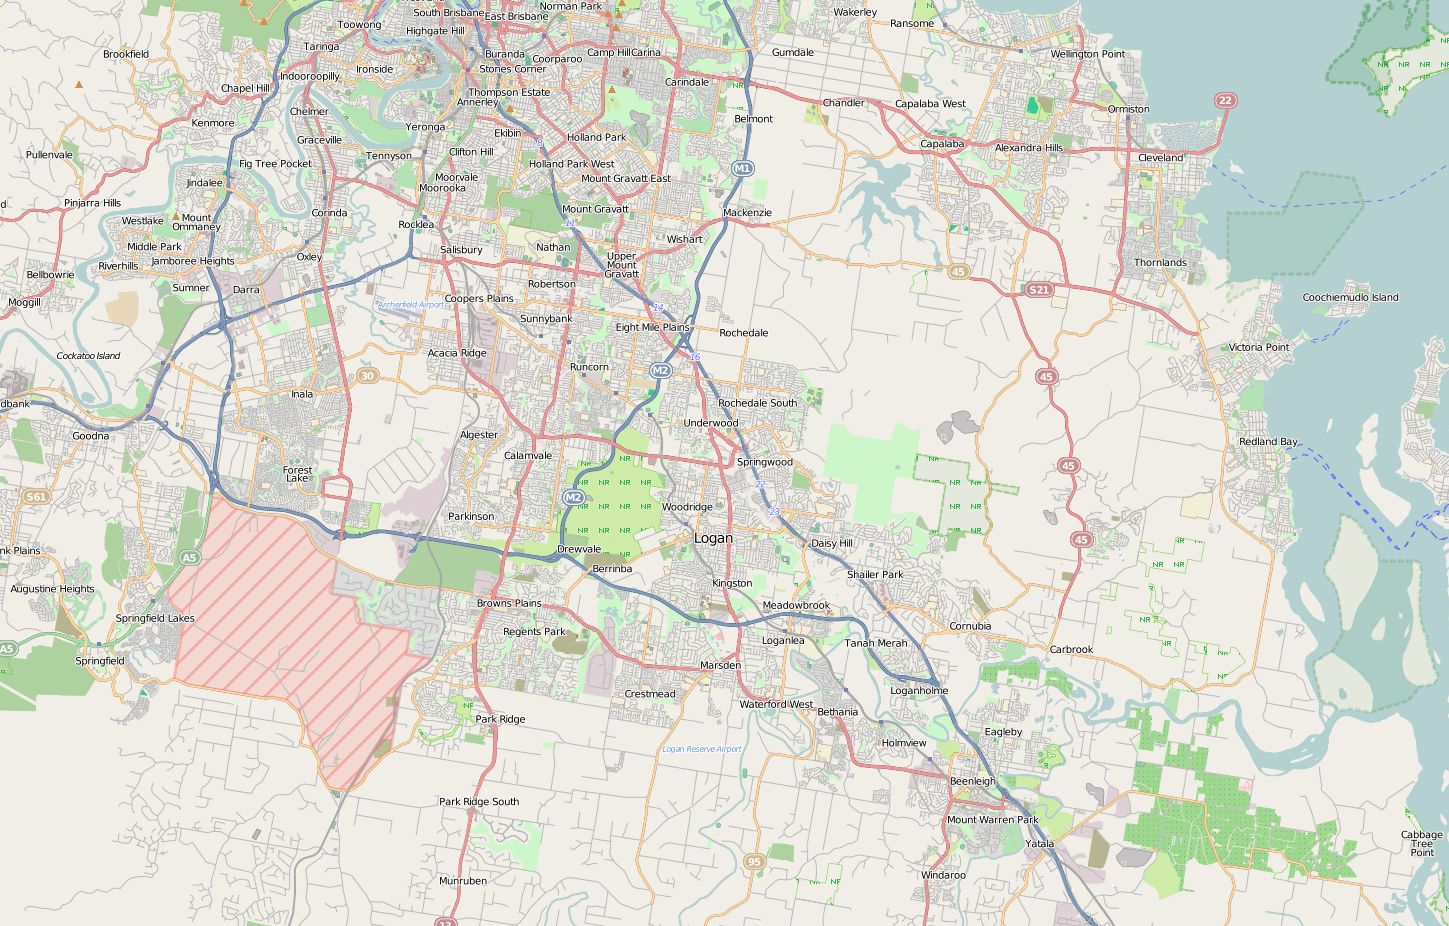 South Brisbane
Norman Park
East Brisbane
Toowong
Highgate Hill
Wakerley
Ransome
Taringa
Brookfield
Buranda
Camp Hill
Carina
Gumdale
Wellington Point
Coorparoo
Ironside
Stones Corner
Indooroopilly
Chapel Hill
Carindale
Thompson Estate
Annerley
Chandler
Capalaba West
22
Chelmer
Ormiston
Kenmore
Belmont
Yeronga
Ekibin
Holland Park
Graceville
8
Capalaba
Alexandra Hills
Pullenvale
Tennyson
Clifton Hill
Cleveland
Fig Tree Pocket
Holland Park West
M1
Moorvale
Mount Gravatt East
Jindalee
Moorooka
d
Pinjarra Hills
Mount Gravatt
Mackenzie
Corinda
Westlake
Mount
Ommaney
Rocklea
11
Wishart
Middle Park
Nathan
Salisbury
Oxley
Upper
Mount
Gravatt
Jamboree Heights
Riverhills
Thornlands
Bellbowrie
45
Sumner
Darra
Robertson
S21
Moggill
Coopers Plains
Coochiemudlo Island
Archerfield Airport
14
Sunnybank
Eight Mile Plains
Rochedale
Victoria Point
Cockatoo Island
Acacia Ridge
16
Runcorn
M2
30
45
Inala
Rochedale South
dbank
Underwood
Goodna
Algester
Redland Bay
Calamvale
Springwood
NR
45
Forest
Lake
22
M2
S61
Woodridge
23
Parkinson
Logan
45
Daisy Hill
nk Plains
Drewvale
A5
Berrinba
Shailer Park
Kingston
Augustine Heights
Browns Plains
Meadowbrook
Springfield Lakes
Regents Park
Cornubia
Loganlea
Tanah Merah
A5
Carbrook
Springfield
Marsden
Crestmead
Loganholme
Waterford West
Bethania
Park Ridge
Eagleby
Holmview
Logan Reserve Airport
Beenleigh
Park Ridge South
Mount Warren Park
Cabbage
Tree
Point
Yatala
95
Windaroo
Munruben
13